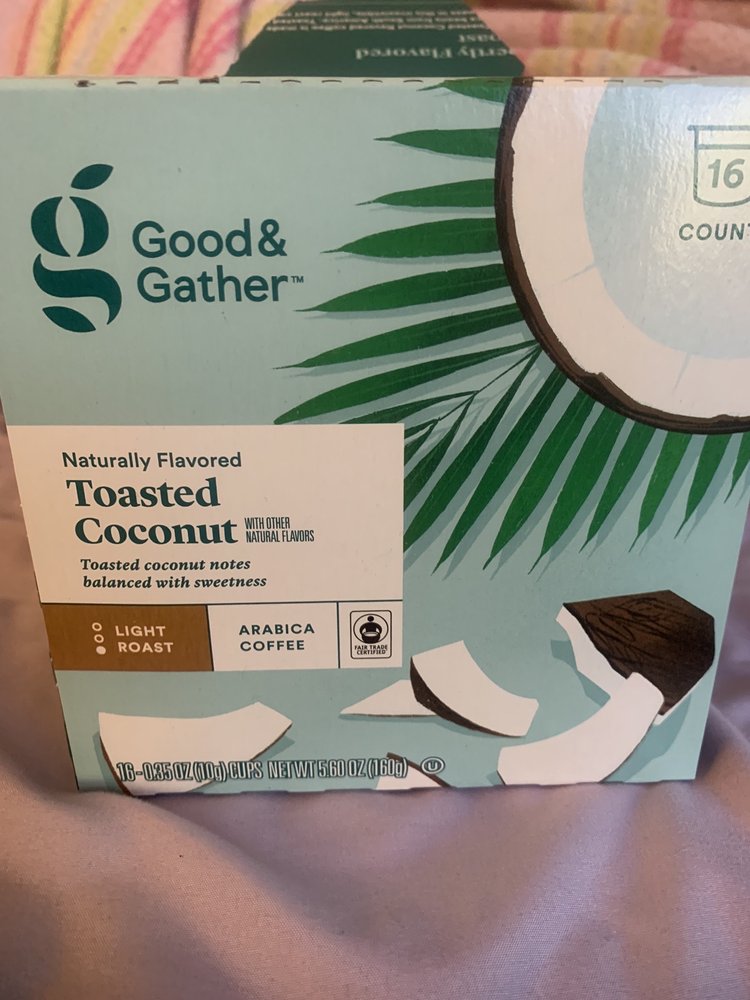 Good&
Gather™
16
COUNT
Naturally Flavored
Toasted
Coconut
WITH OTHER
NATURAL FLAVORS
Toasted coconut notes
balanced with sweetness
LIGHT
ROAST
ARABICA
COFFEE
FAIR TRADE
CERTIFIED
16-0.35 OZ (10g) CUPS NET WT 5.60 OZ (160g)
U